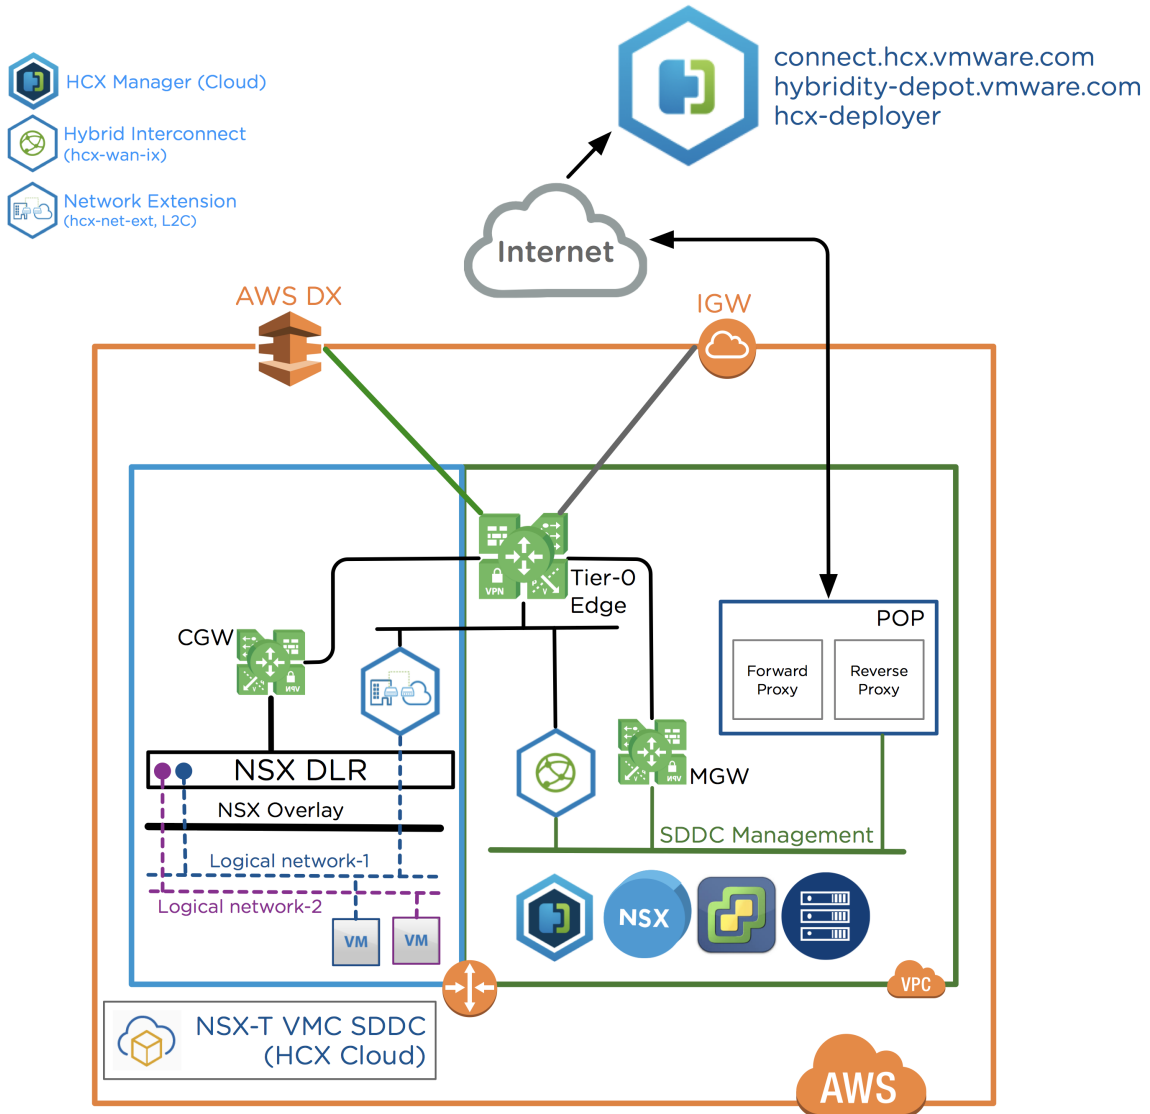 connect.hcx.vmware.com
hybridity-depot.vmware.com
hcx-deployer
HCX Manager (Cloud)
Hybrid Interconnect
(hcx-wan-ix)
Network Extension
(hcx-net-ext, L2C)
Internet
AWS DX
IGW
Tier-0
Edge
VPN
CGW
VPN
POP
Forward
Proxy
Reverse
Proxy
NSX DLR
MGW
VPN
NSX Overlay
SDDC Management
Logical network-1
Logical network-2
VM
VM
NSX
VPC
NSX-T VMC SDDC
(HCX Cloud)
AWS